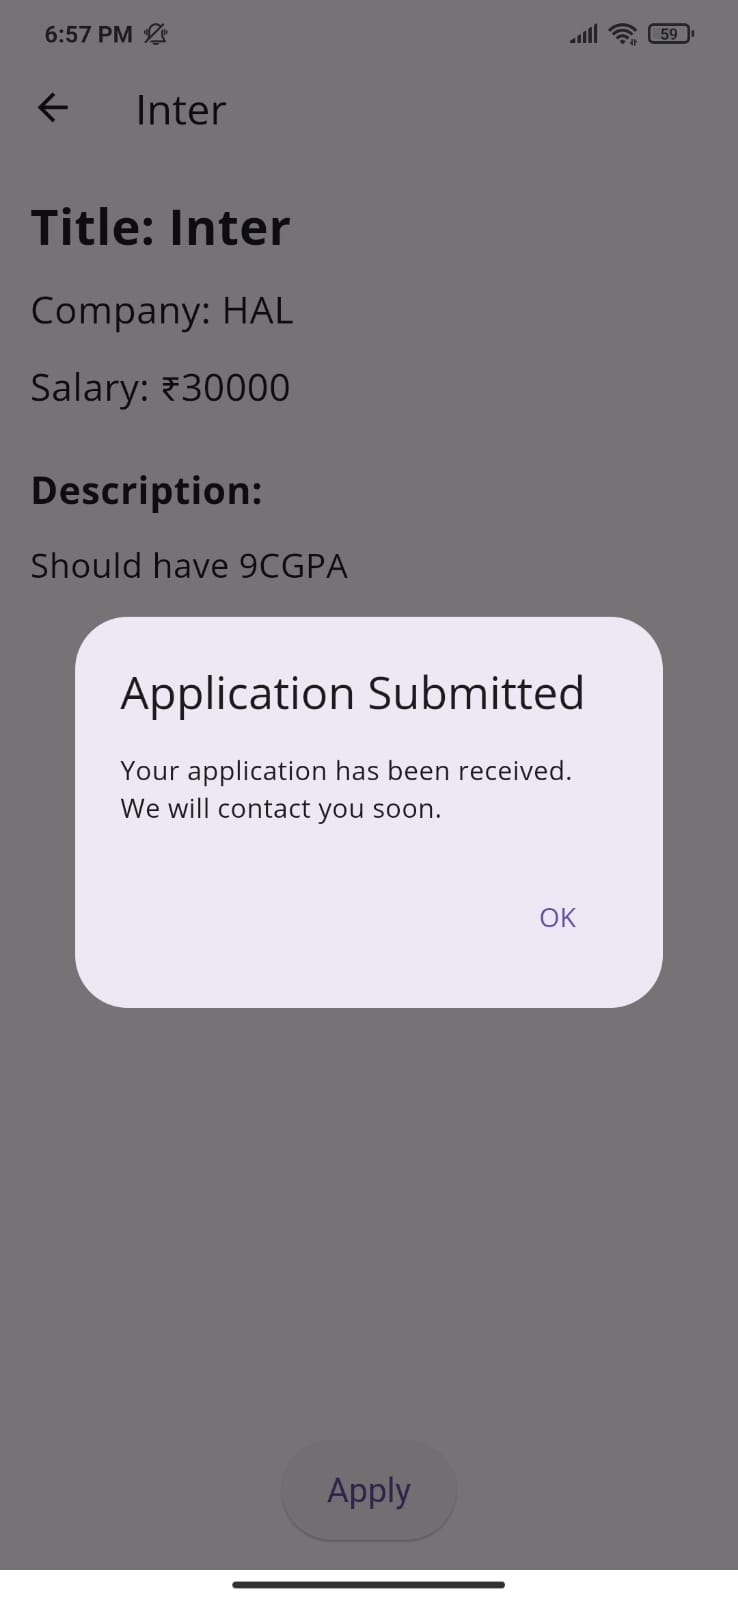 6:57 PM
59
Inter
Title: Inter
Company: HAL
Salary: ₹30000
Description:
Should have 9CGPA
Application Submitted
Your application has been received.
We will contact you soon.
OK
Apply